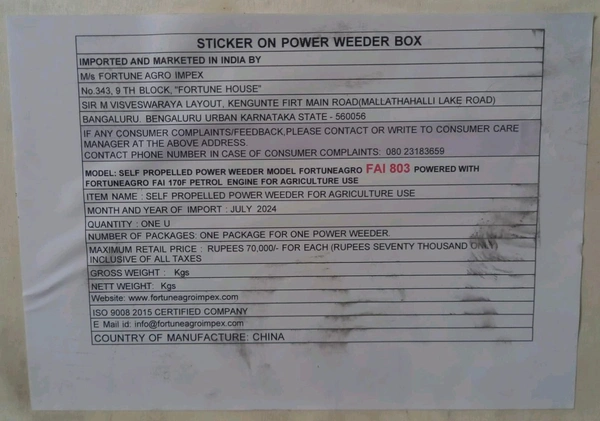 STICKER ON POWER WEEDER BOX
IMPORTED AND MARKETED IN INDIA BY
M/s FORTUNE AGRO IMPEX
No.343, 9 TH BLOCK, "FORTUNE HOUSE"
SIR M VISVESWARAYA LAYOUT, KENGUNTE FIRT MAIN ROAD(MALLATHAHALLI LAKE ROAD)
BANGALURU. BENGALURU URBAN KARNATAKA STATE - 560056
IF ANY CONSUMER COMPLAINTS/FEEDBACK,PLEASE CONTACT OR WRITE TO CONSUMER CARE
MANAGER AT THE ABOVE ADDRESS.
CONTACT PHONE NUMBER IN CASE OF CONSUMER COMPLAINTS: 080 23183659
MODEL: SELF PROPELLED POWER WEEDER MODEL FORTUNEAGRO FAI 803 POWERED WITH
FORTUNEAGRO FAI 170F PETROL ENGINE FOR AGRICULTURE USE
ITEM NAME : SELF PROPELLED POWER WEEDER FOR AGRICULTURE USE
MONTH AND YEAR OF IMPORT : JULY 2024
QUANTITY : ONE U
NUMBER OF PACKAGES: ONE PACKAGE FOR ONE POWER WEEDER.
MAXIMUM RETAIL PRICE : RUPEES 70,000/- FOR EACH (RUPEES SEVENTY THOUSAND ONLY)
INCLUSIVE OF ALL TAXES
GROSS WEIGHT : Kgs
NETT WEIGHT: Kgs
Website: www.fortuneagroimpex.com
ISO 9008 2015 CERTIFIED COMPANY
E Mail id: info@fortuneagroimpex.com
COUNTRY OF MANUFACTURE: CHINA